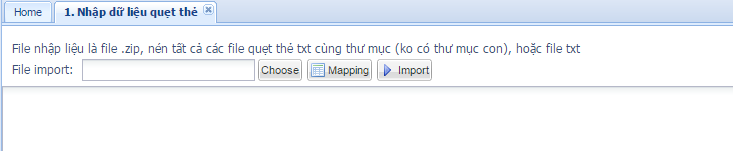 Home 1. Nhập dữ liệu quẹt thẻ
File nhập liệu là file .zip, nén tất cả các file quẹt thẻ txt cùng thư mục (ko có thư mục con), hoặc file txt
File import: Choose Mapping Import